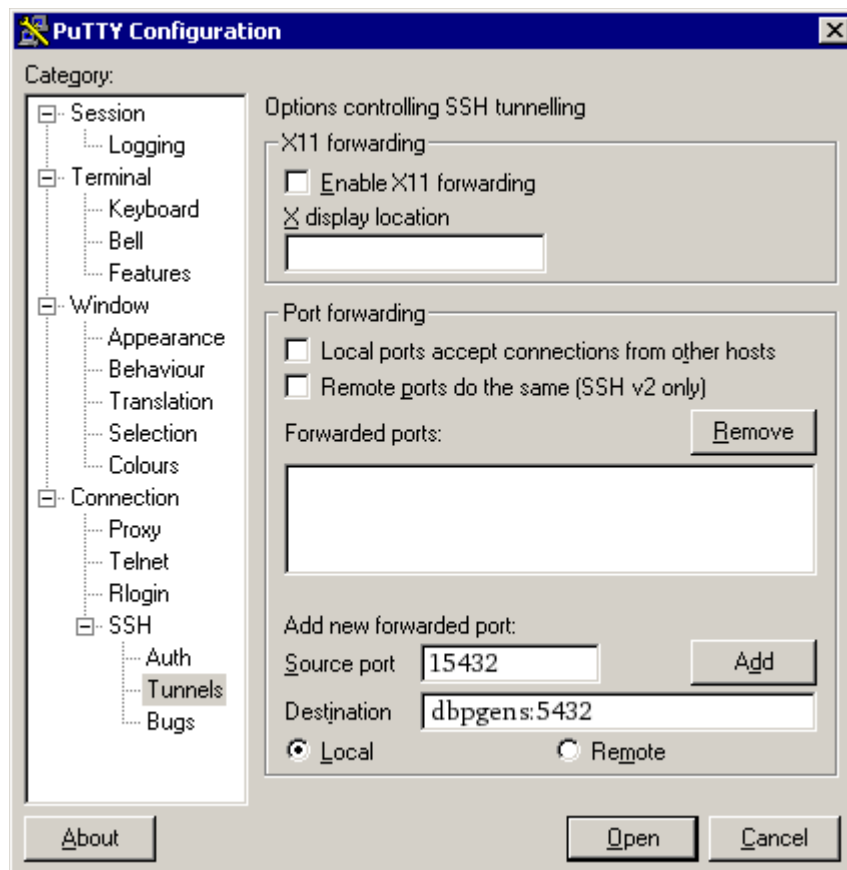 PuTTY Configuration
Category:
Session
Logging
Terminal
Keyboard
Bell
Features
Window
Appearance
Behaviour
Translation
Selection
Colours
Connection
Proxy
Telnet
Rlogin
SSH
Auth
Tunnels
Bugs
Options controlling SSH tunnelling
X11 forwarding
Enable X11 forwarding
X display location
Port forwarding
Local ports accept connections from other hosts
Remote ports do the same (SSH v2 only)
Forwarded ports: Remove
Add new forwarded port:
Source port 15432 Add
Destination dbpgens:5432
Local Remote
About Open Cancel